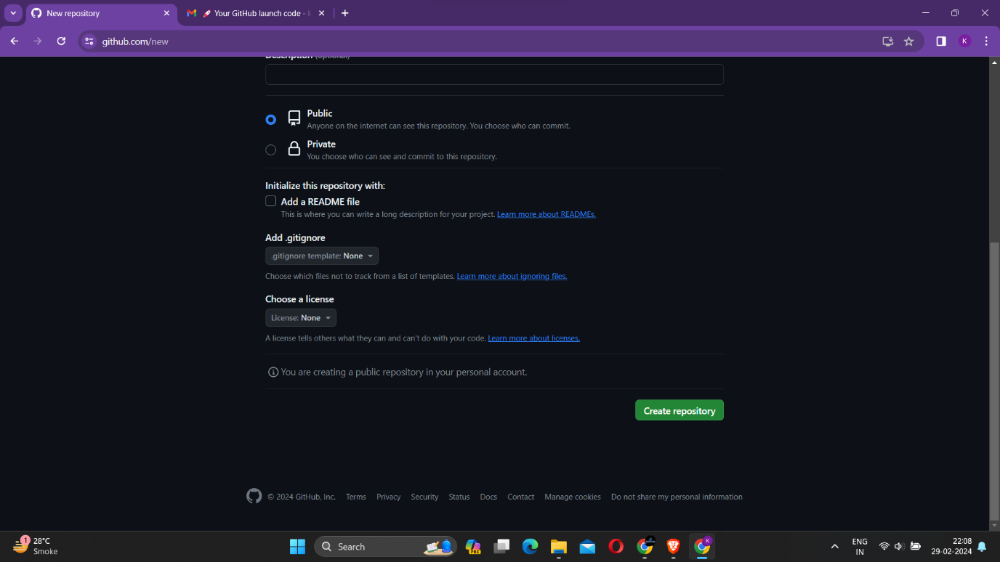 New repository
🚀 Your GitHub launch code -
github.com/new
Description (optional)
Public
Anyone on the internet can see this repository. You choose who can commit.
Private
You choose who can see and commit to this repository.
Initialize this repository with:
Add a README file
This is where you can write a long description for your project. Learn more about READMEs.
Add .gitignore
.gitignore template: None
Choose which files not to track from a list of templates. Learn more about ignoring files.
Choose a license
License: None
A license tells others what they can and can't do with your code. Learn more about licenses.
You are creating a public repository in your personal account.
Create repository
© 2024 GitHub, Inc. Terms Privacy Security Status Docs Contact Manage cookies Do not share my personal information
1
28°C
Smoke
Search
PRE
K
ENG
IN
22:08
29-02-2024
K